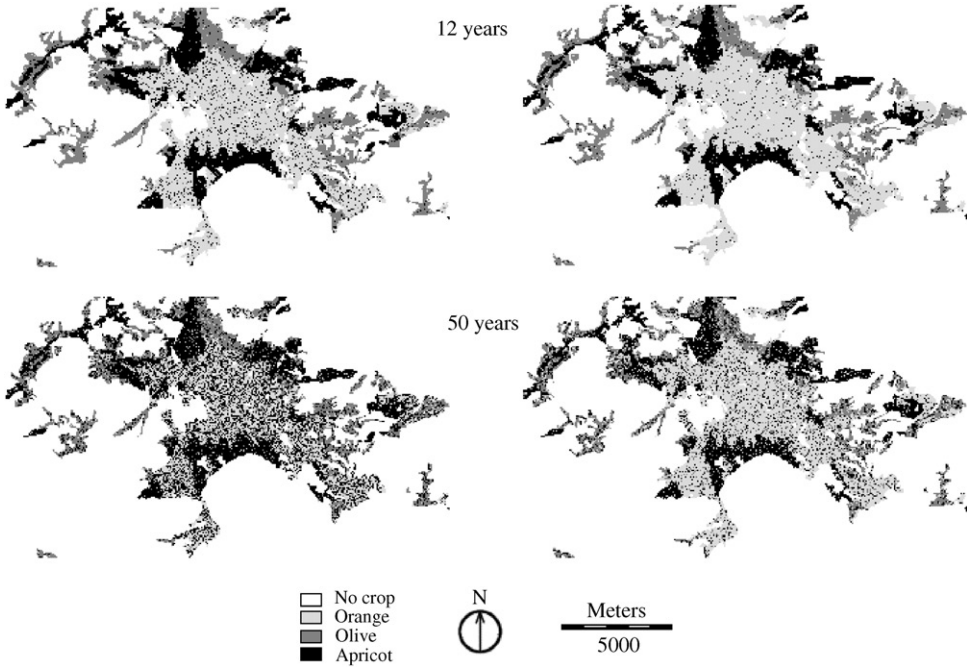 12 years
50 years
No crop
Orange
Olive
Apricot
N
Meters
5000